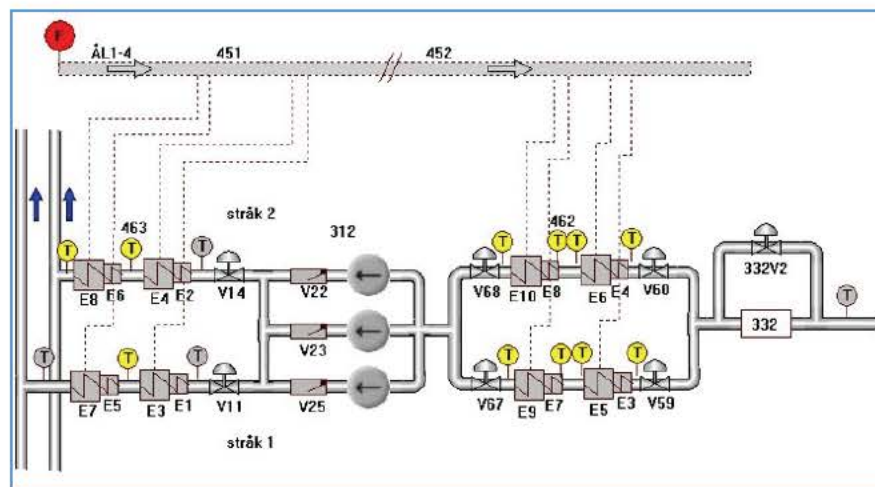 F
ÅL1-4 451 452
463 stråk 2 312 462
T T T T T T T
E8 E6 E4 E2 V14 V22 V68 E10 E8 E6 E4 V60 332V2
V23 332 T
T T T T T T T
E7 E5 E3 E1 V11 V25 V67 E9 E7 E5 E3 V59
stråk 1